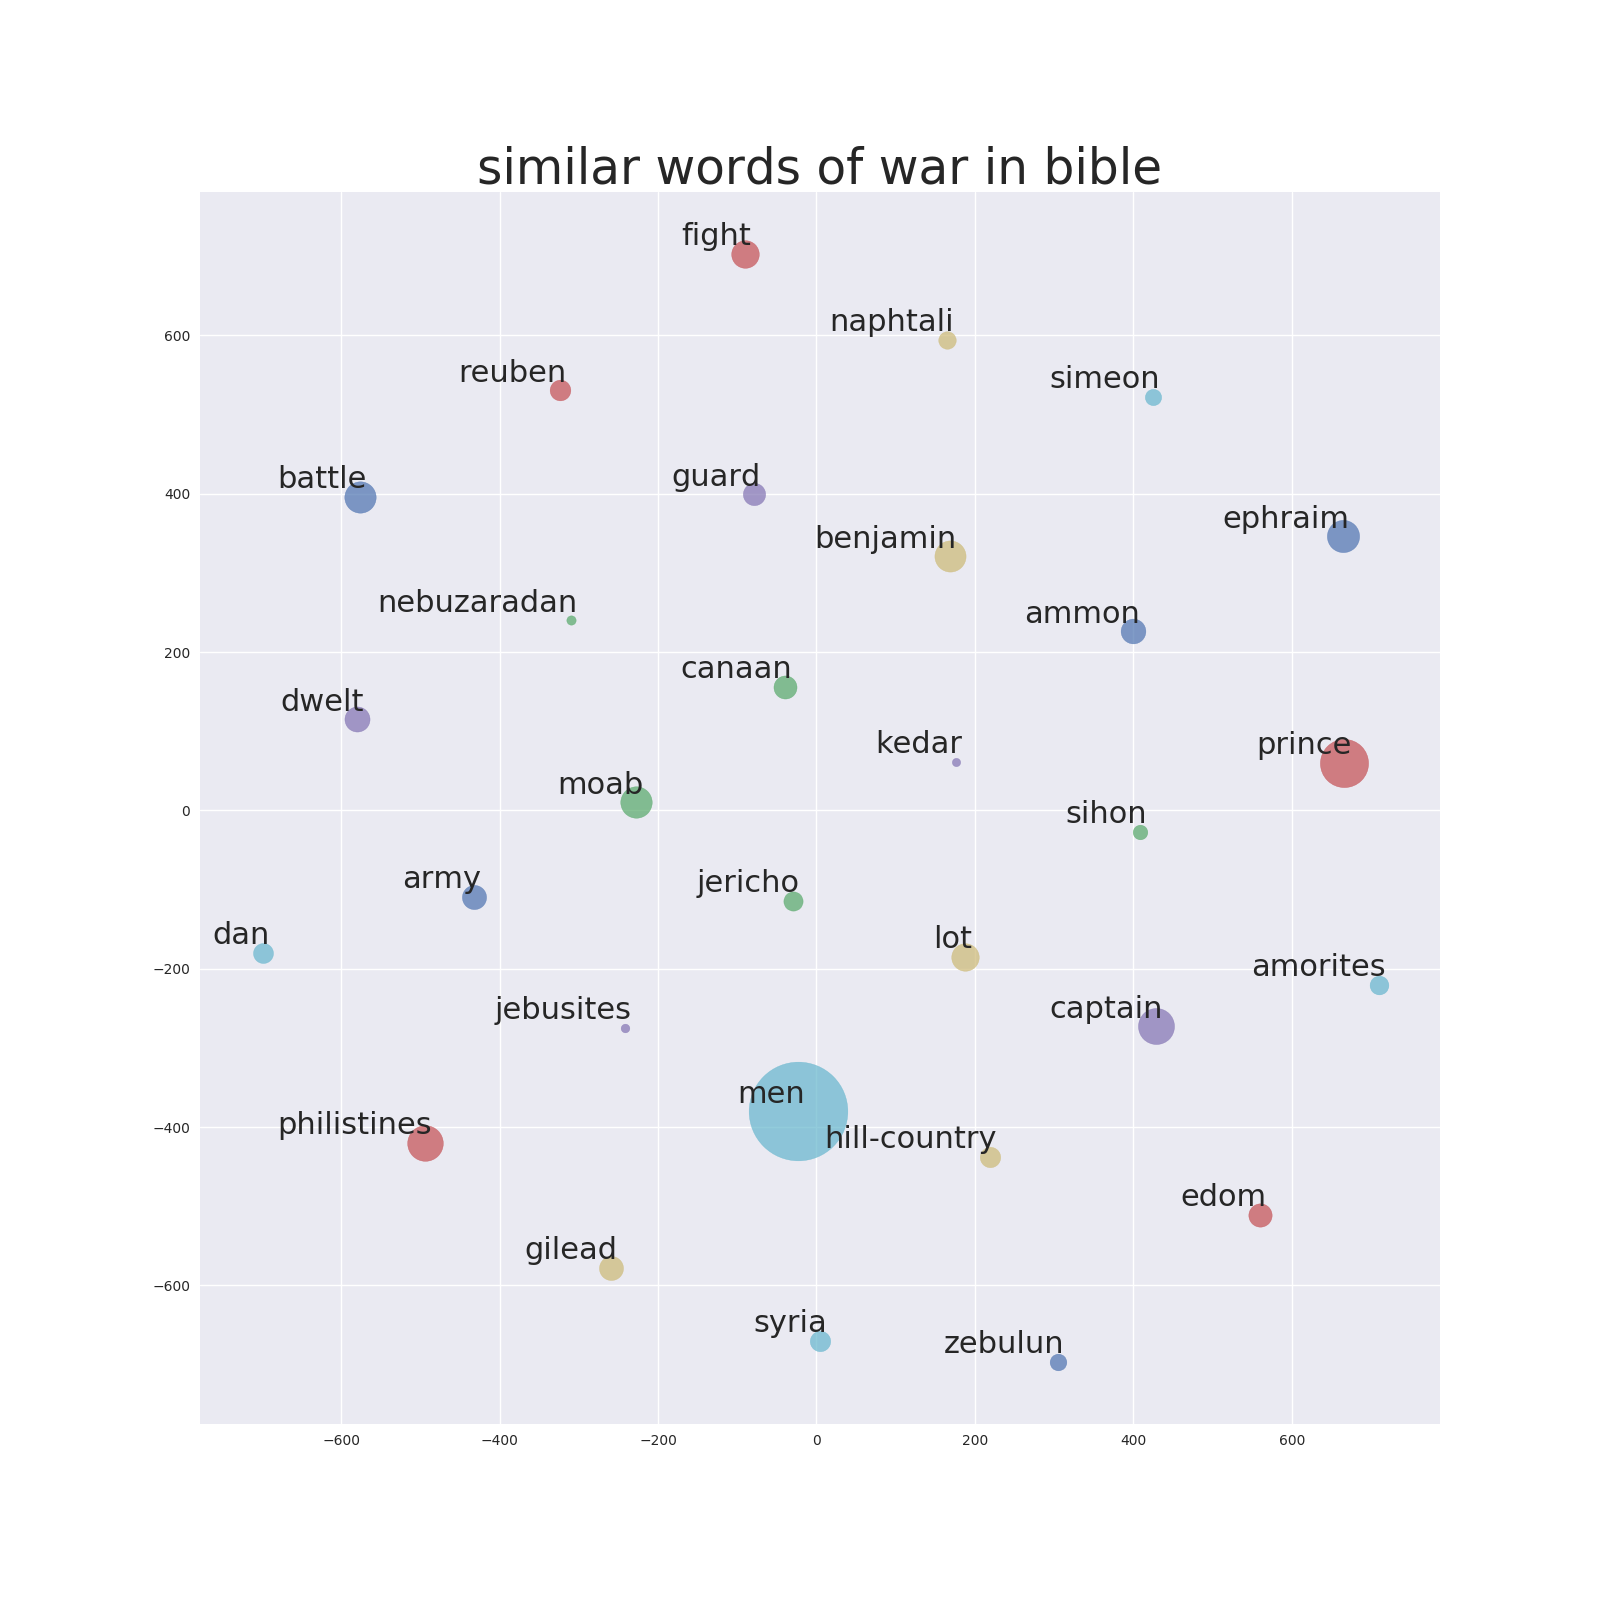 similar words of war in bible
fight
naphtali
600
reuben
simeon
battle
guard
400
ephraim
benjamin
nebuzaradan
ammon
200
canaan
dwelt
kedar
prince
moab
0
sihon
army
jericho
dan
lot
−200
amorites
jebusites
captain
men
philistines
−400
hill-country
edom
gilead
−600
syria
zebulun
−600 −400 −200 0 200 400 600